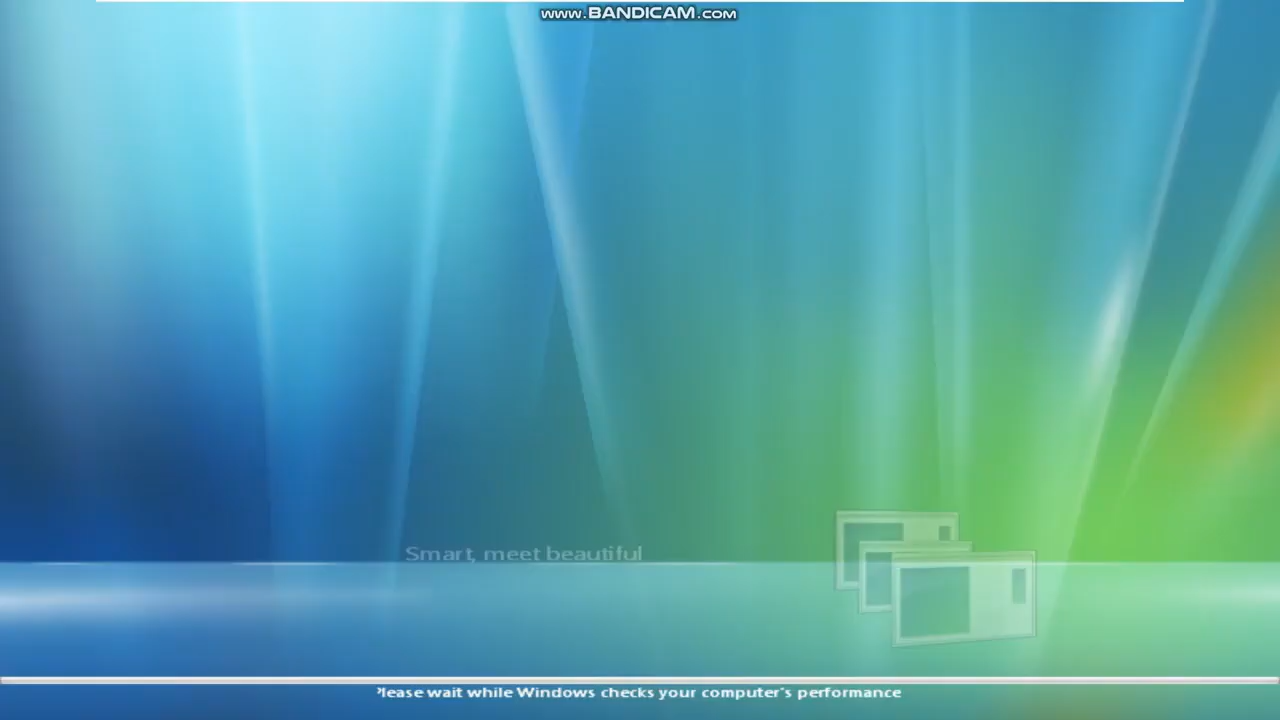 www.BANDICAM.com
Smart, meet beautiful
Please wait while Windows checks your computer's performance